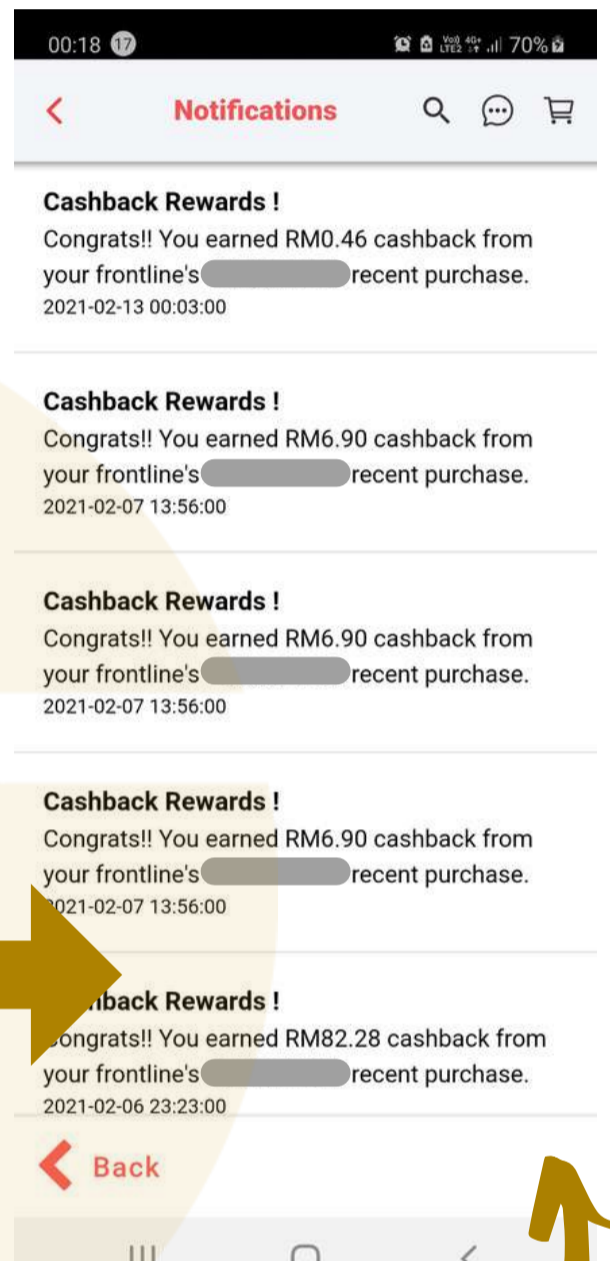 00:18 17 Vo)) 4G+ LTE2 70%
Notifications
Cashback Rewards !
Congrats!! You earned RM0.46 cashback from
your frontline's recent purchase.
2021-02-13 00:03:00
Cashback Rewards !
Congrats!! You earned RM6.90 cashback from
your frontline's recent purchase.
2021-02-07 13:56:00
Cashback Rewards !
Congrats!! You earned RM6.90 cashback from
your frontline's recent purchase.
2021-02-07 13:56:00
Cashback Rewards !
Congrats!! You earned RM6.90 cashback from
your frontline's recent purchase.
2021-02-07 13:56:00
Rewards !
Congrats!! You earned RM82.28 cashback from
your frontline's recent purchase.
2021-02-06 23:23:00
Back